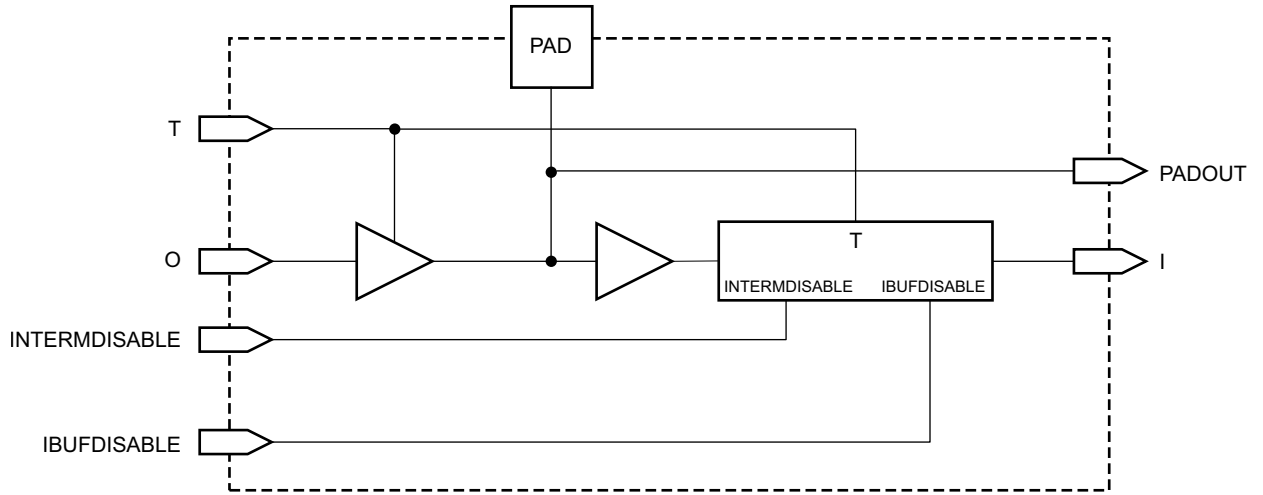 PAD
T
PADOUT
O
T
I
INTERMDISABLE IBUFDISABLE
INTERMDISABLE
IBUFDISABLE